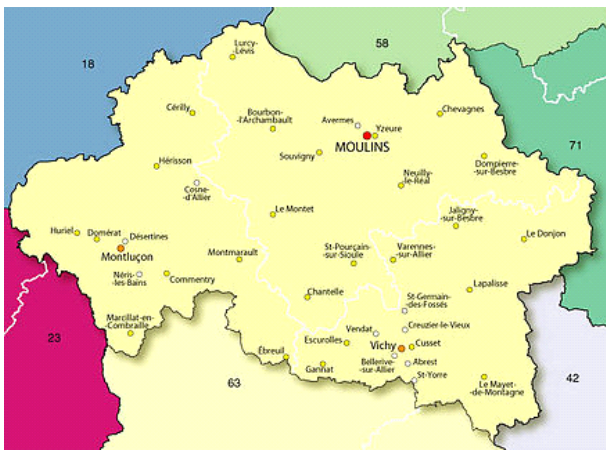 58
18
Lurcy-
Lévis
Cérilly
Bourbon-
l'Archambault
Avermes
Yzeure
Chevagnes
MOULINS
71
Souvigny
Hérisson
Dompierre-
sur-Besbre
Cosne-
d'Allier
Neuilly-
le-Réal
Le Montet
Jaligny-
sur-Besbre
Huriel
Domérat
Désertines
Le Donjon
Montluçon
Montmarault
St-Pourçain-
sur-Sioule
Varennes-
sur-Allier
Néris-
les-Bains
Commentry
Chantelle
Lapalisse
St-Germain-
des-Fossés
Marcillat-en-
Combraille
23
Vendat
Creuzier-le-Vieux
Escurolles
Vichy
Cusset
Ébreuil
Gannat
Bellerive-
sur-Allier
Abrest
St-Yorre
63
Le Mayet-
de-Montagne
42